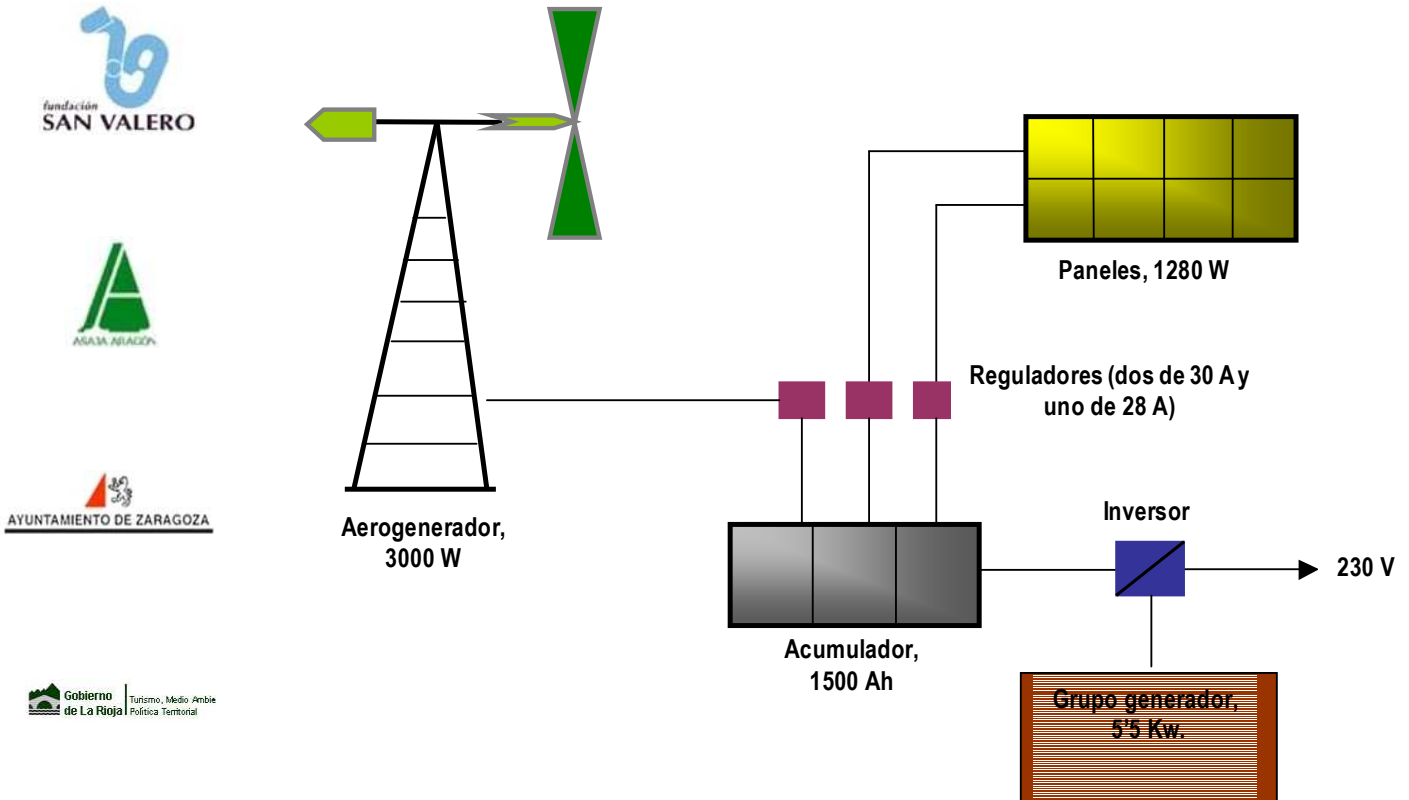 fundación
SAN VALERO
ASAJA ARAGÓN
AYUNTAMIENTO DE ZARAGOZA
Gobierno
de La Rioja
Turismo, Medio Ambie
Política Territorial
Paneles, 1280 W
Reguladores (dos de 30 A y
uno de 28 A)
Aerogenerador,
3000 W
Inversor
230 V
Acumulador,
1500 Ah
Grupo generador,
5'5 Kw.